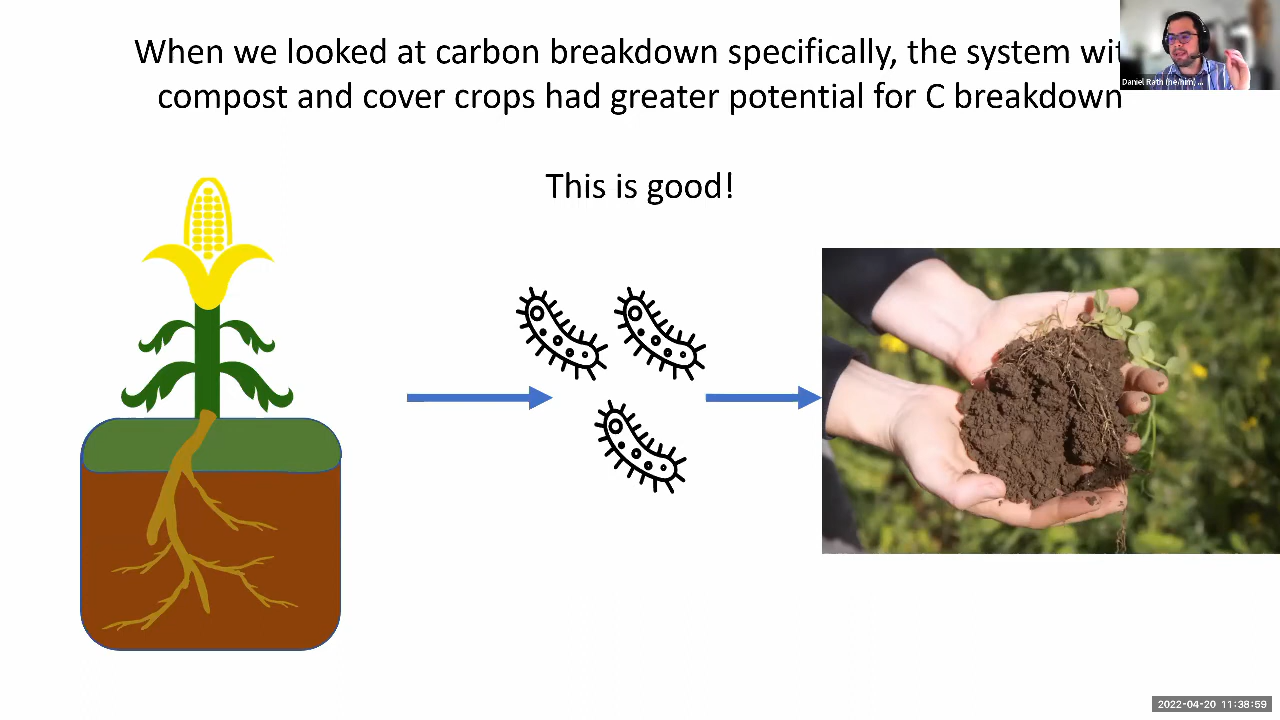 When we looked at carbon breakdown specifically, the system wit
compost and cover crops had greater potential for C breakdown
This is good!
Daniel Rath (he/him) ...
2022-04-20 11:38:59